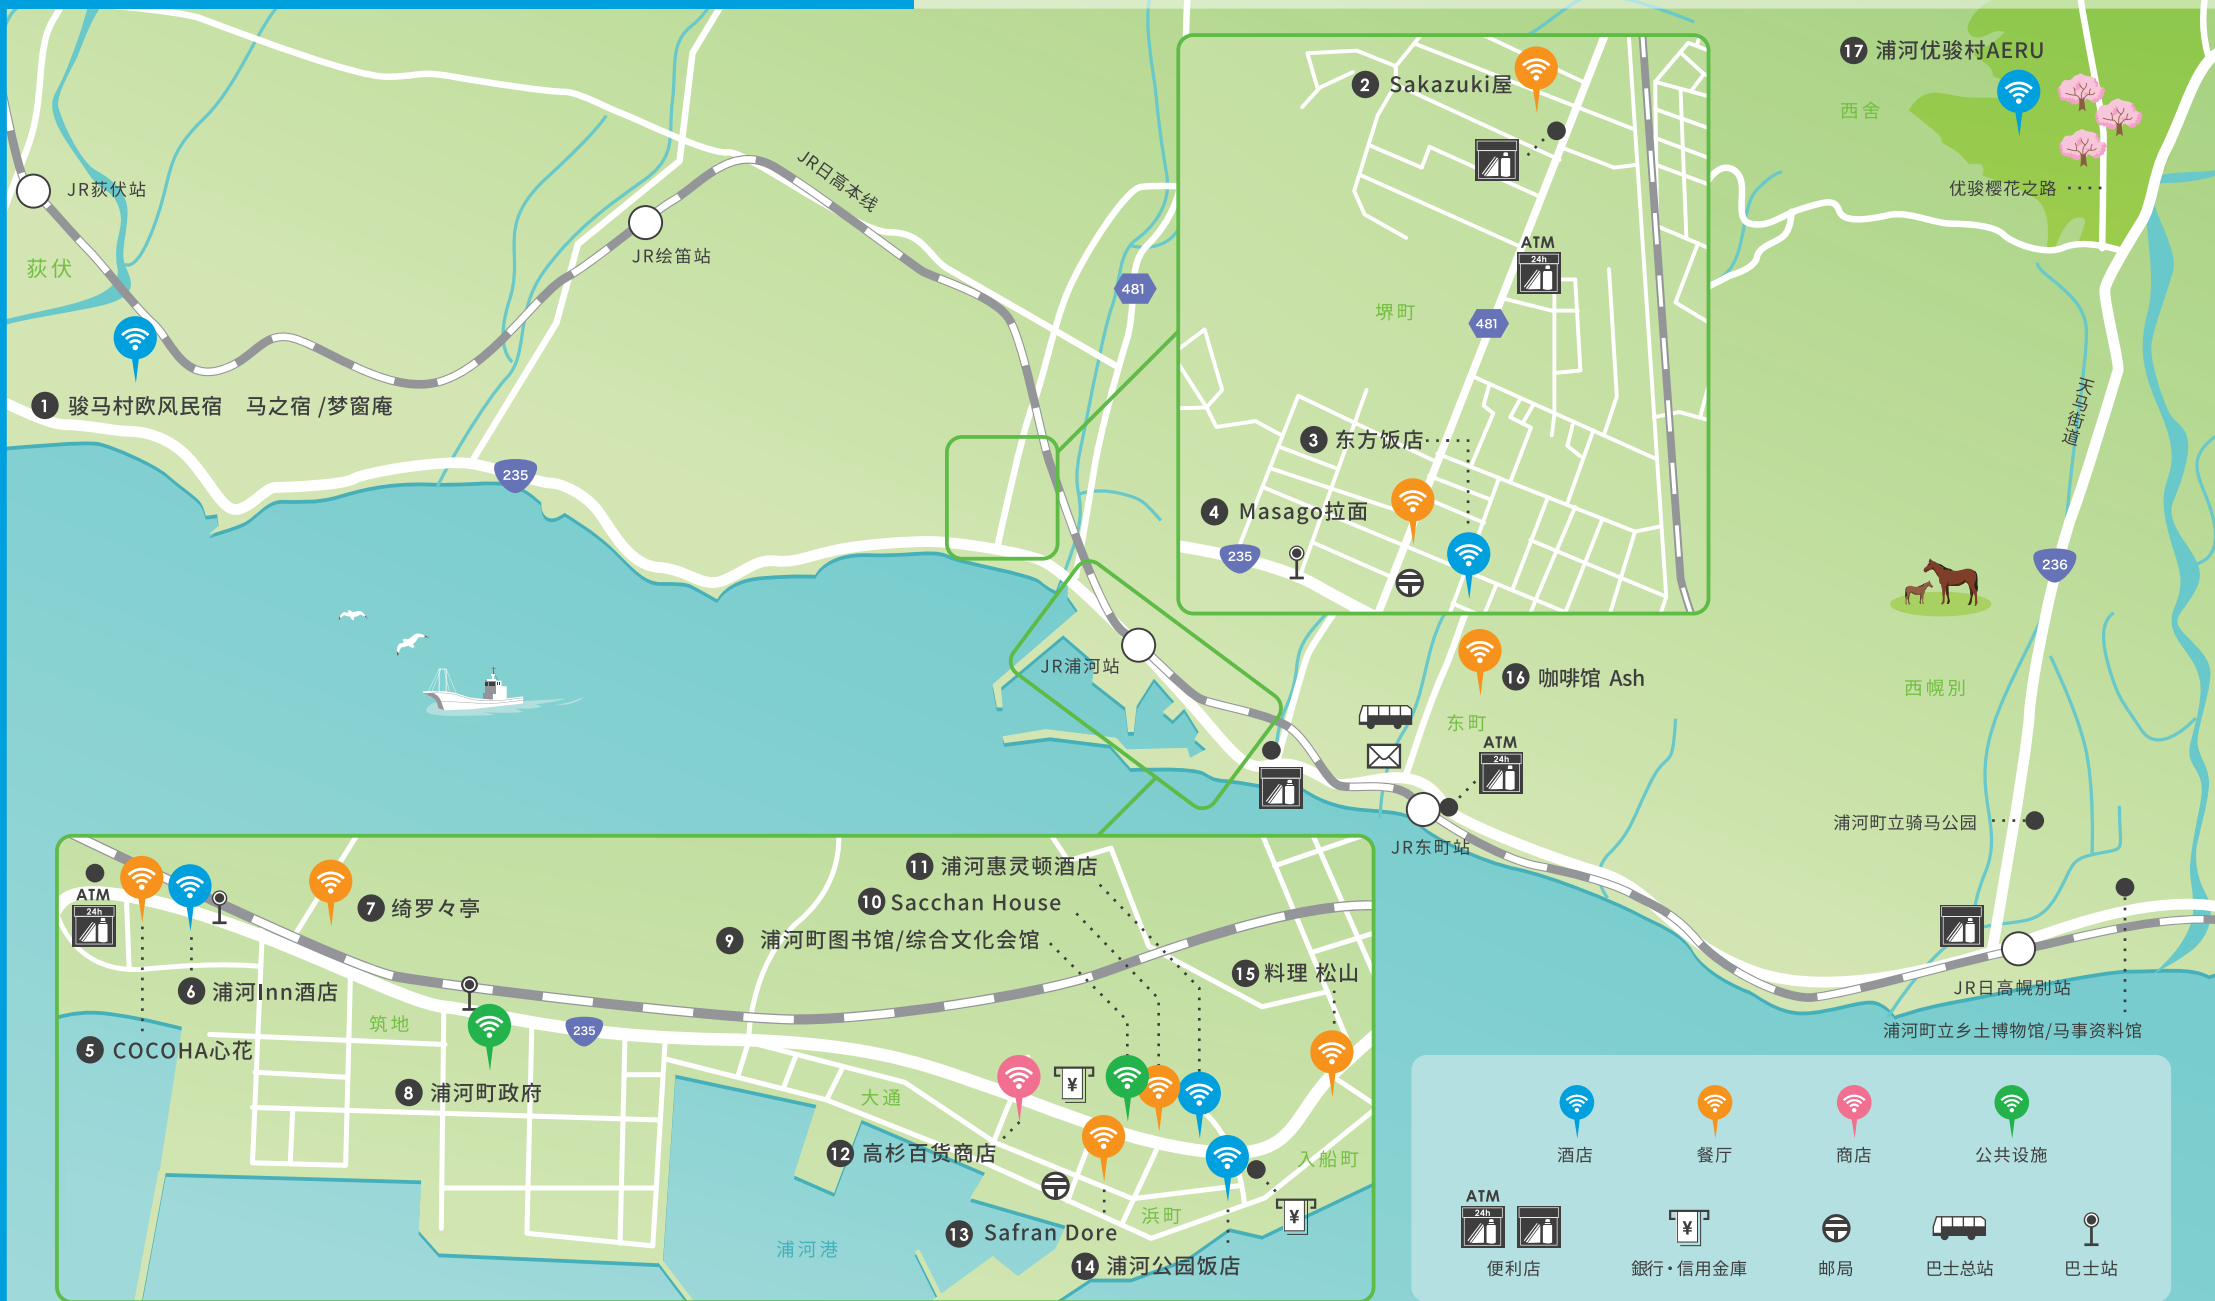 17 浦河优骏村AERU
西舍
优骏樱花之路
2 Sakazuki屋
ATM
24h
堺町
481
3 东方饭店
4 Masago拉面
235
JR荻伏站
荻伏
JR绘笛站
JR日高本线
481
1 骏马村欧风民宿 马之宿 /梦窗庵
235
天马街道
236
西幌別
JR浦河站
16 咖啡馆 Ash
东町
ATM
24h
JR东町站
浦河町立骑马公园
JR日高幌別站
浦河町立乡土博物馆/马事资料馆
ATM
24h
7 绮罗々亭
6 浦河Inn酒店
5 COCOHA心花
筑地
8 浦河町政府
235
11 浦河惠灵顿酒店
10 Sacchan House
9 浦河町图书馆/综合文化会馆
15 料理 松山
大通
¥
12 高杉百货商店
入船町
浜町
¥
13 Safran Dore
14 浦河公园饭店
浦河港
酒店
餐厅
商店
公共设施
ATM
24h
¥
便利店
銀行・信用金庫
邮局
巴士总站
巴士站